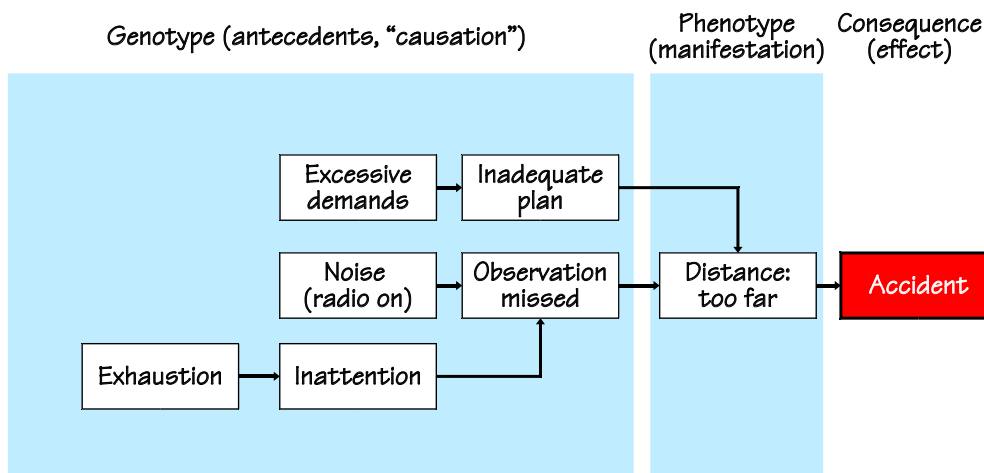 Genotype (antecedents, “causation”)
Phenotype
(manifestation)
Consequence
(effect)
Excessive
demands
Inadequate
plan
Noise
(radio on)
Observation
missed
Distance:
too far
Accident
Exhaustion
Inattention